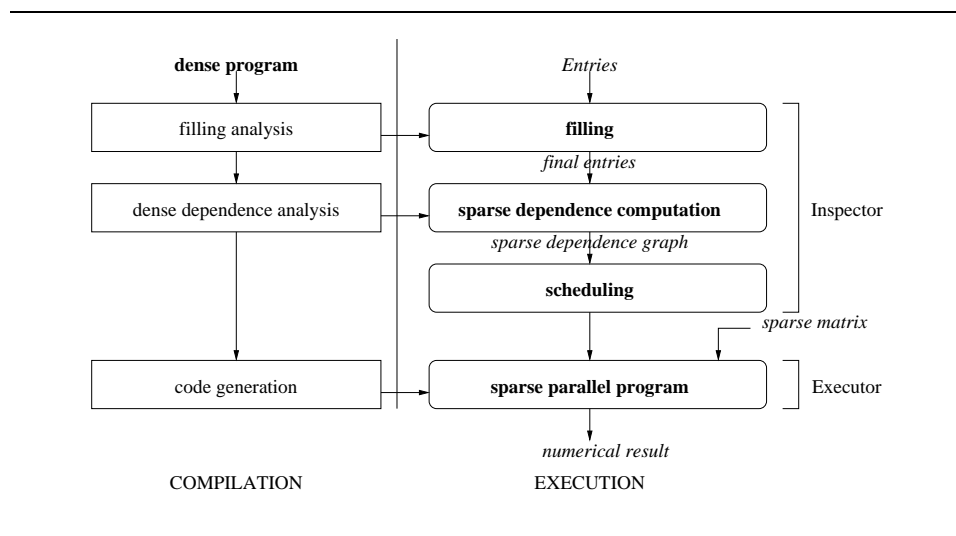 dense program
Entries
filling analysis
filling
final entries
dense dependence analysis
sparse dependence computation
Inspector
sparse dependence graph
scheduling
sparse matrix
code generation
sparse parallel program
Executor
numerical result
COMPILATION
EXECUTION